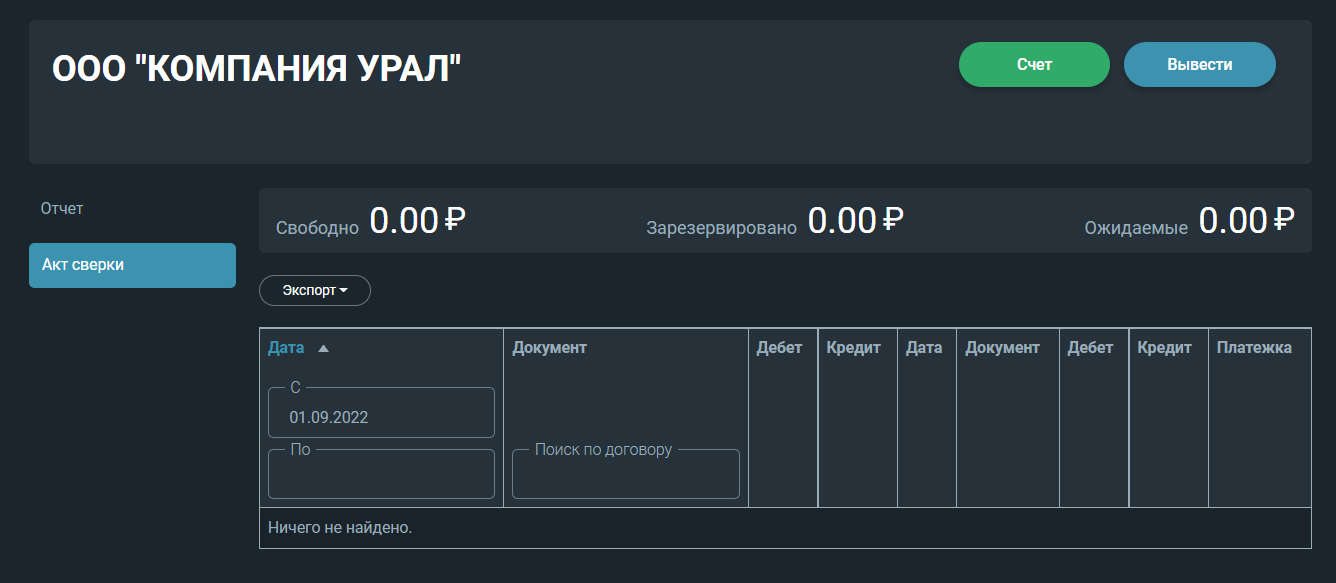 ООО "КОМПАНИЯ УРАЛ"
Счет
Вывести
Отчет
Акт сверки
Свободно 0.00 ₽
Зарезервировано 0.00 ₽
Ожидаемые 0.00 ₽
Экспорт
Дата Документ Дебет Кредит Дата Документ Дебет Кредит Платежка
С
01.09.2022
По
Поиск по договору
Ничего не найдено.